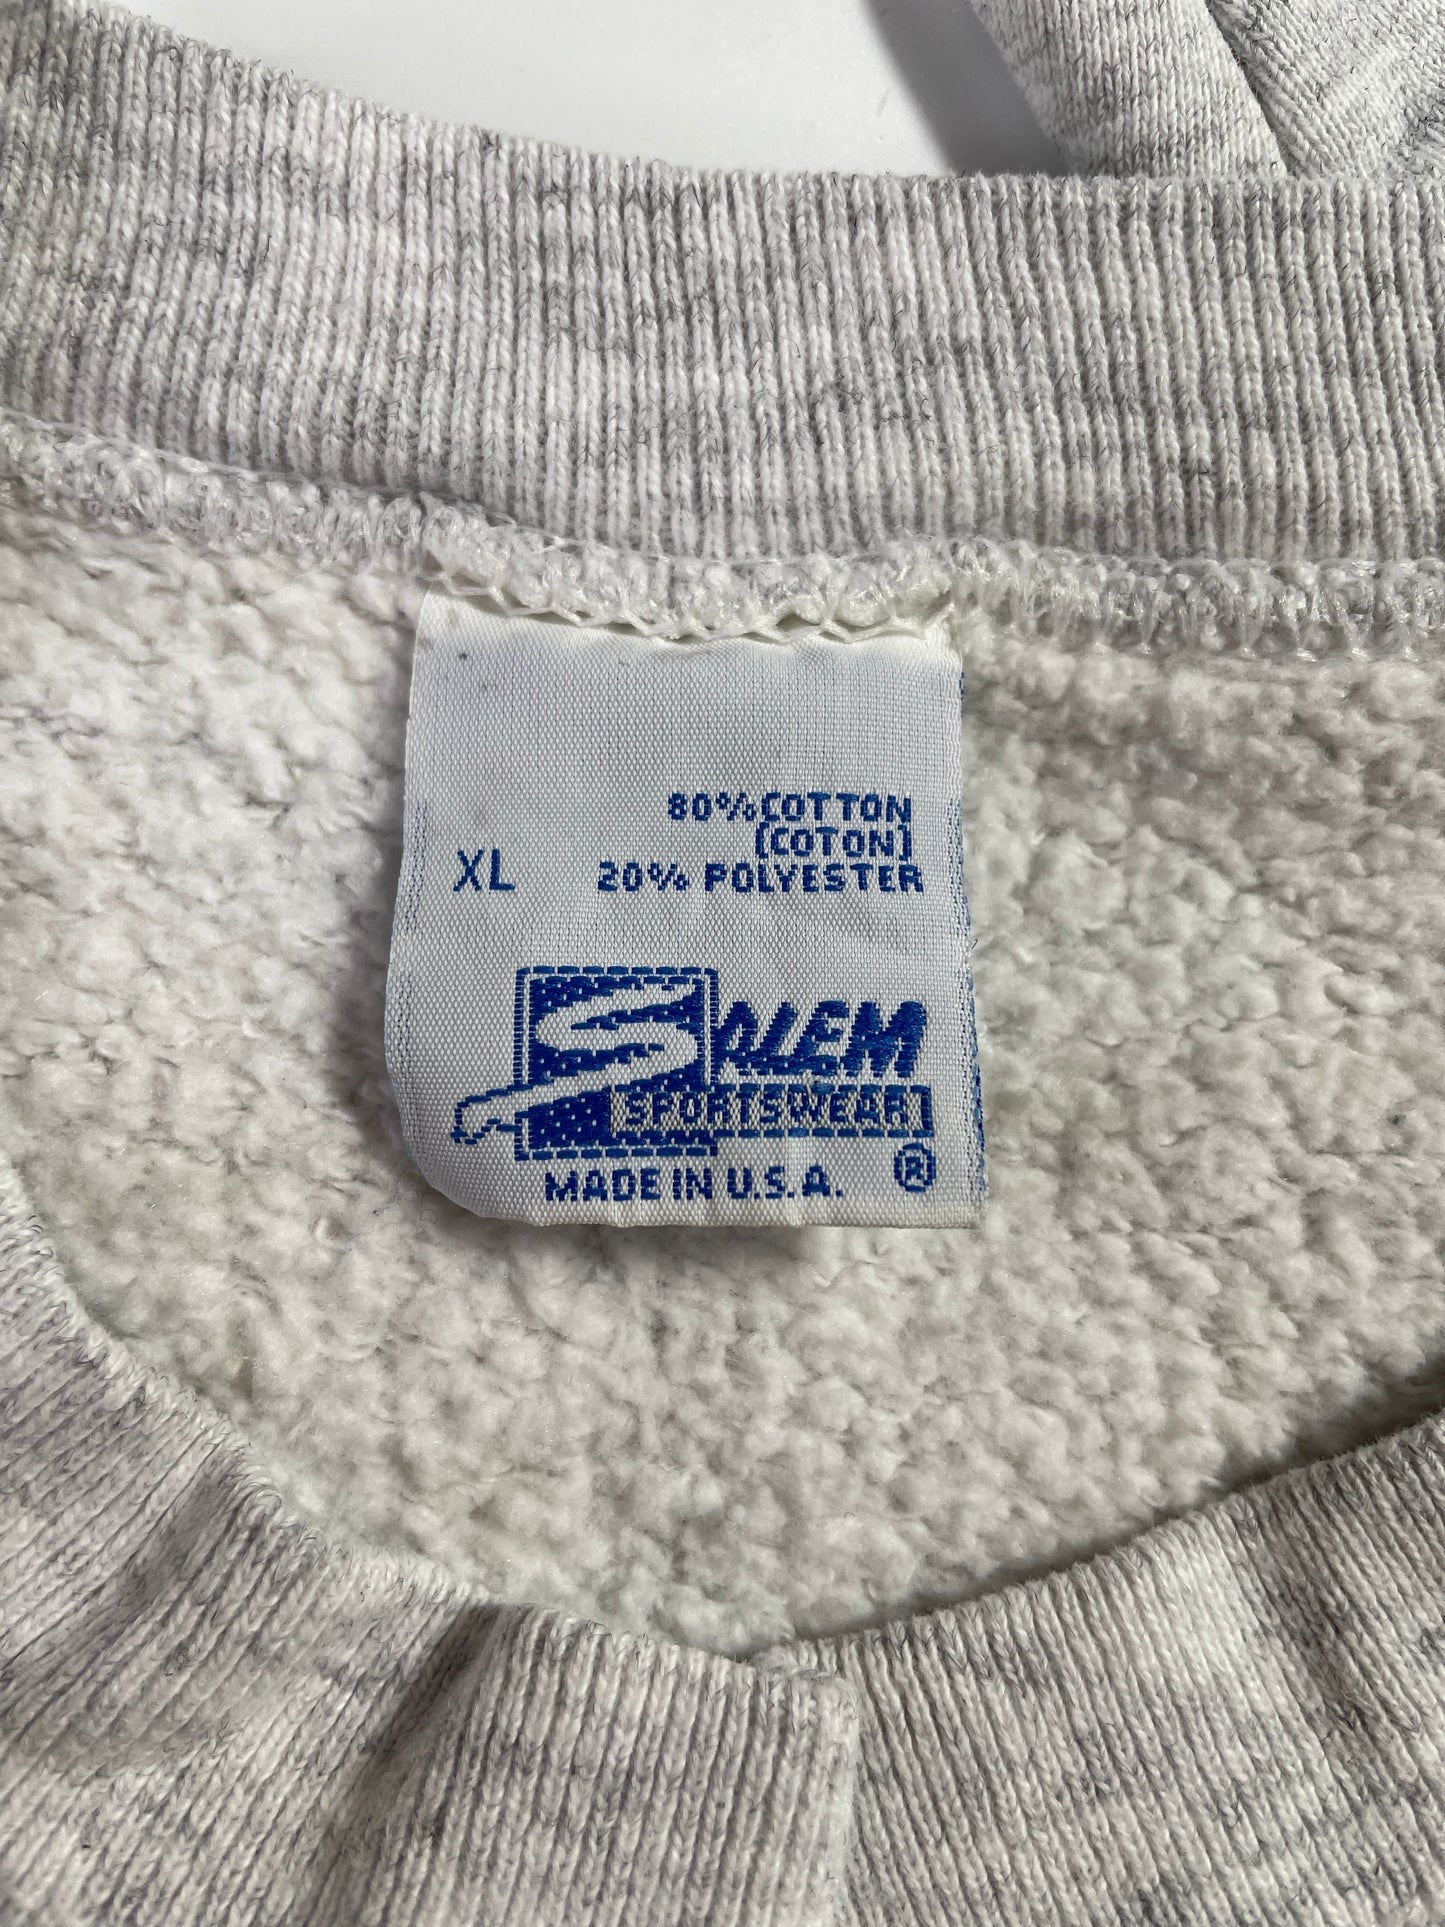 80% COTTON
(COTON)
XL 20% POLYESTER
SALEM
SPORTSWEAR
®
MADE IN U.S.A.